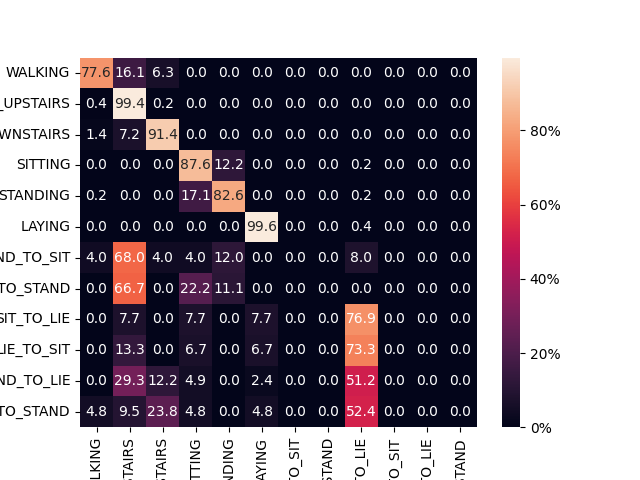 WALKING 77.6 16.1 6.3 0.0 0.0 0.0 0.0 0.0 0.0 0.0 0.0 0.0
_UPSTAIRS 0.4 99.4 0.2 0.0 0.0 0.0 0.0 0.0 0.0 0.0 0.0 0.0
WNSTAIRS 1.4 7.2 91.4 0.0 0.0 0.0 0.0 0.0 0.0 0.0 0.0 0.0
SITTING 0.0 0.0 0.0 87.6 12.2 0.0 0.0 0.0 0.2 0.0 0.0 0.0
STANDING 0.2 0.0 0.0 17.1 82.6 0.0 0.0 0.0 0.2 0.0 0.0 0.0
LAYING 0.0 0.0 0.0 0.0 0.0 99.6 0.0 0.0 0.4 0.0 0.0 0.0
ND_TO_SIT 4.0 68.0 4.0 4.0 12.0 0.0 0.0 0.0 8.0 0.0 0.0 0.0
TO_STAND 0.0 66.7 0.0 22.2 11.1 0.0 0.0 0.0 0.0 0.0 0.0 0.0
SIT_TO_LIE 0.0 7.7 0.0 7.7 0.0 7.7 0.0 0.0 76.9 0.0 0.0 0.0
LIE_TO_SIT 0.0 13.3 0.0 6.7 0.0 6.7 0.0 0.0 73.3 0.0 0.0 0.0
ND_TO_LIE 0.0 29.3 12.2 4.9 0.0 2.4 0.0 0.0 51.2 0.0 0.0 0.0
TO_STAND 4.8 9.5 23.8 4.8 0.0 4.8 0.0 0.0 52.4 0.0 0.0 0.0
LKING
STAIRS
STAIRS
TTING
NDING
AYING
TO_SIT
STAND
TO_LIE
TO_SIT
TO_LIE
STAND
80%
60%
40%
20%
0%